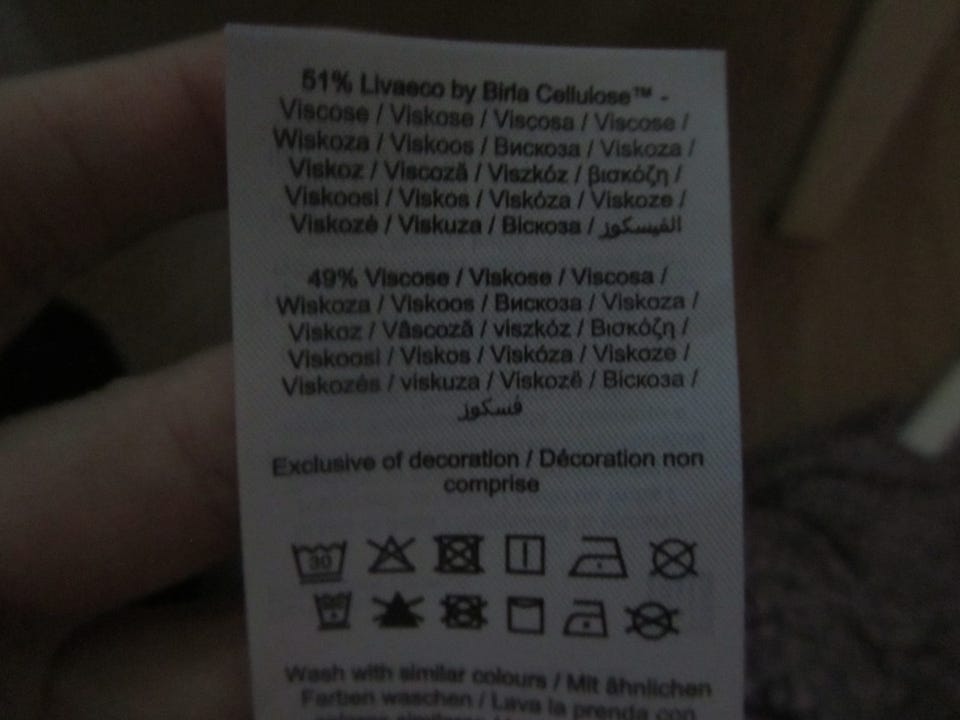 51% Livaeco by Birla Cellulose™ -
Viscose / Viskose / Viscosa / Viscose /
Wiskoza / Viskoos / Вискоза / Viskoza /
Viskoz / Viscoză / Viszkóz / βισκόζη /
Viskoosi / Viskos / Viskóza / Viskoze /
Viskozė / Viskuza / Віскоза / الفيسكوز
49% Viscose / Viskose / Viscosa /
Wiskoza / Viskoos / Вискоза / Viskoza /
Viskoz / Vâscoză / viszkóz / Βισκόζη /
Viskoosi / Viskos / Viskóza / Viskoze /
Viskozės / viskuza / Viskozë / Віскоза /
فسكوز
Exclusive of decoration / Décoration non
comprise
30
Wash with similar colours / Mit ähnlichen
Farben waschen / Lava la prenda con